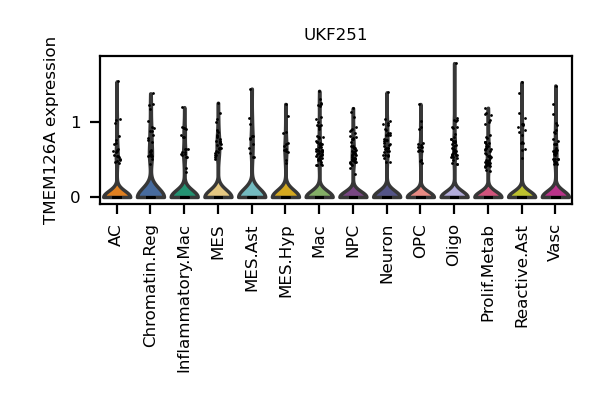 UKF251
TMEM126A expression
1
0
AC
Chromatin.Reg
Inflammatory.Mac
MES
MES.Ast
MES.Hyp
Mac
NPC
Neuron
OPC
Oligo
Prolif.Metab
Reactive.Ast
Vasc